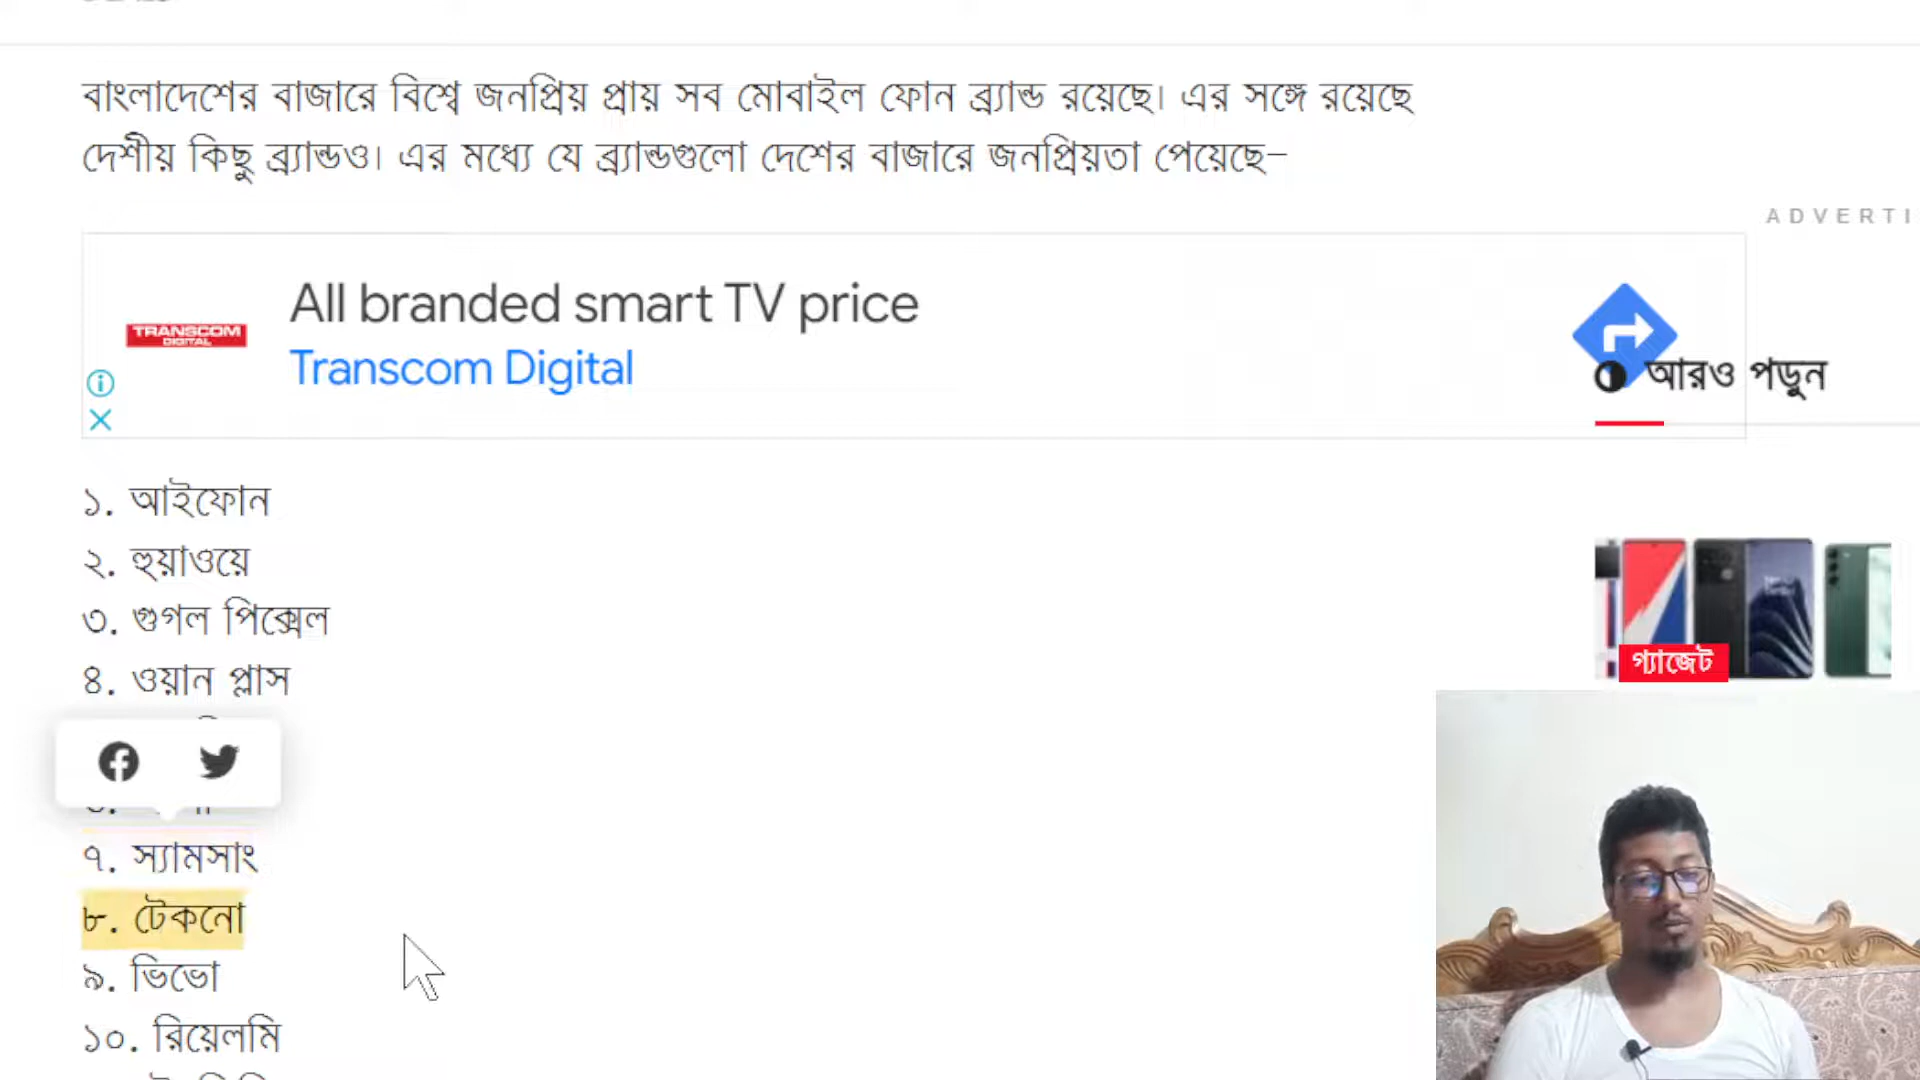 বাংলাদেশের বাজারে বিশ্বে জনপ্রিয় প্রায় সব মোবাইল ফোন ব্র্যান্ড রয়েছে। এর সঙ্গে রয়েছে
দেশীয় কিছু ব্র্যান্ডও। এর মধ্যে যে ব্র্যান্ডগুলো দেশের বাজারে জনপ্রিয়তা পেয়েছে–
ADVERTI
All branded smart TV price
TRANSCOM
DIGITAL
Transcom Digital
আরও পড়ুন
১. আইফোন
২. হুয়াওয়ে
৩. গুগল পিক্সেল
৪. ওয়ান প্লাস
গ্যাজেট
৭. স্যামসাং
৮. টেকনো
৯. ভিভো
১০. রিয়েলমি